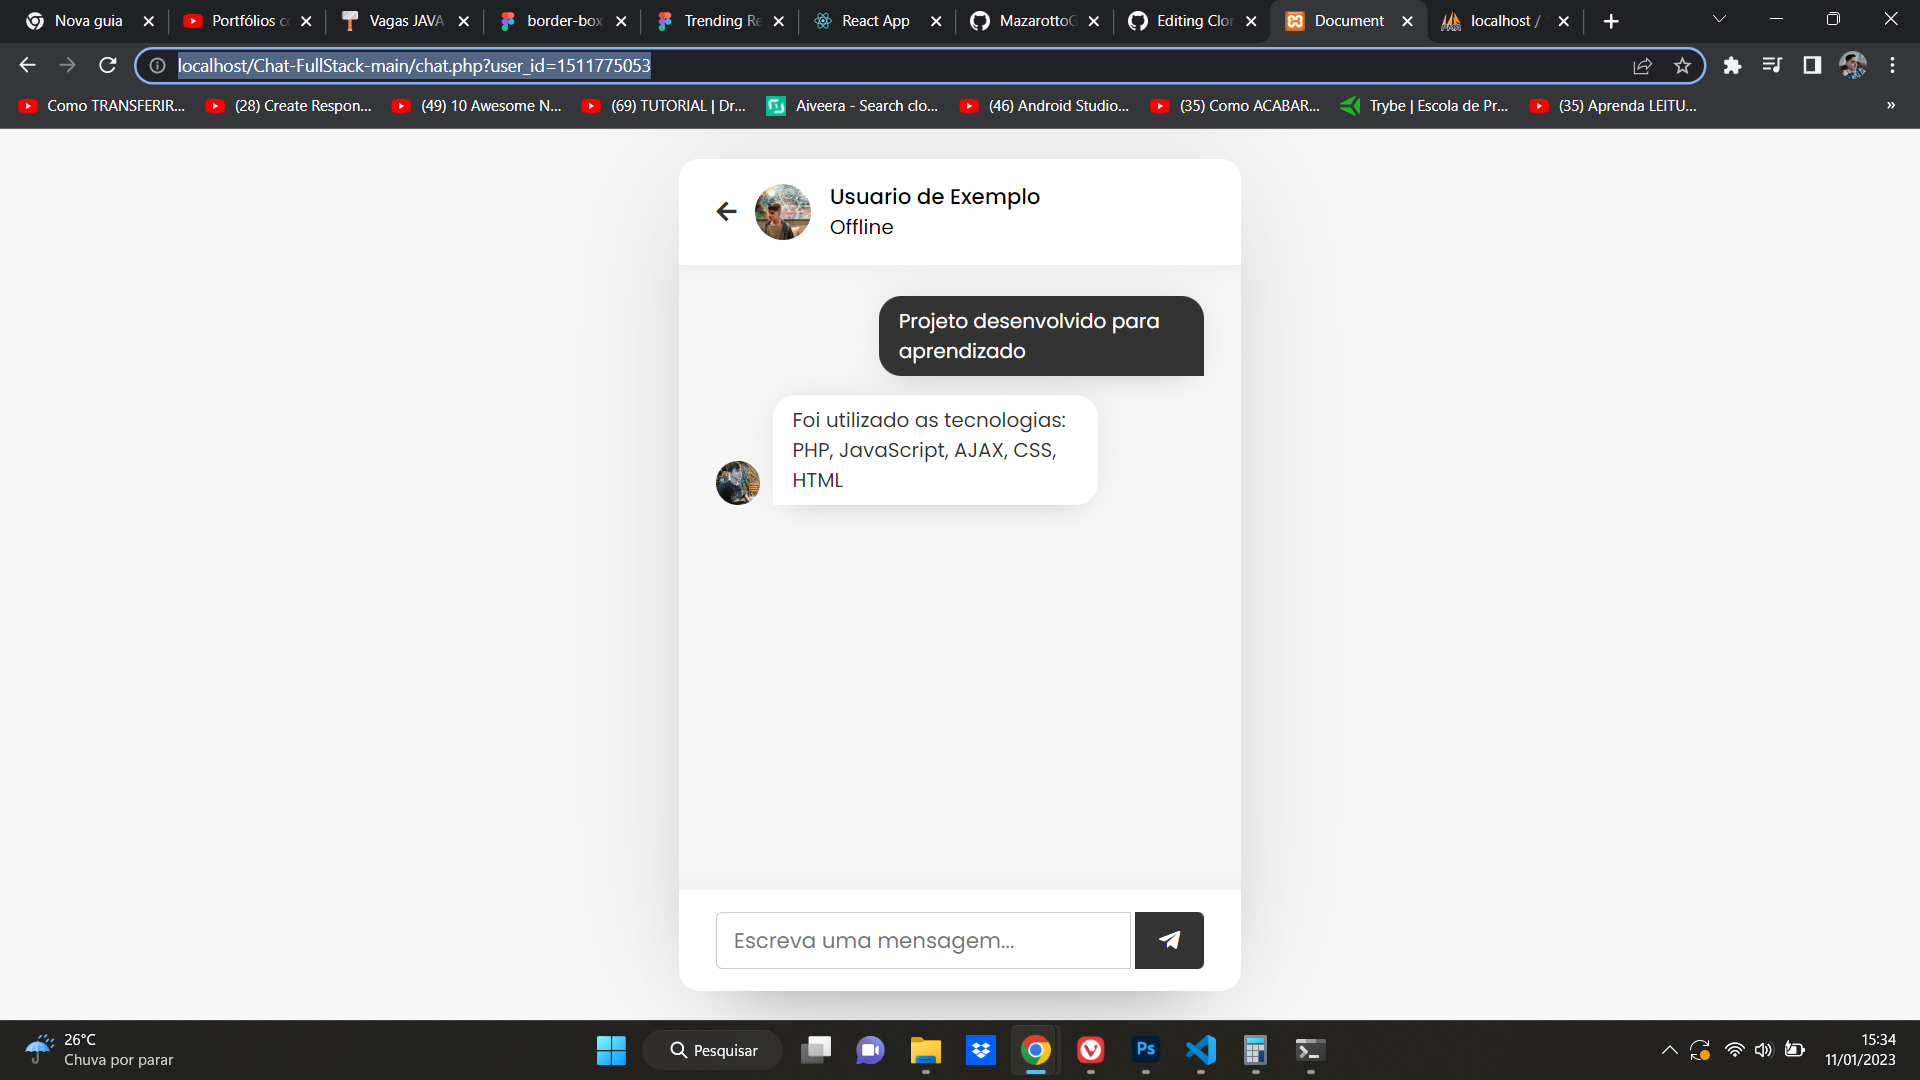 Nova guia
Portfólios c
Vagas JAVA
border-box
Trending Re
React App
MazarottoG
Editing Clor
Document
localhost /
localhost/Chat-FullStack-main/chat.php?user_id=1511775053
Como TRANSFERIR...
(28) Create Respon...
(49) 10 Awesome N...
(69) TUTORIAL | Dr...
Aiveera - Search clo...
(46) Android Studio...
(35) Como ACABAR...
Trybe | Escola de Pr...
(35) Aprenda LEITU...
»
Usuario de Exemplo
Offline
Projeto desenvolvido para
aprendizado
Foi utilizado as tecnologias:
PHP, JavaScript, AJAX, CSS,
HTML
Escreva uma mensagem...
26°C
Chuva por parar
Pesquisar
Ps
15:34
11/01/2023